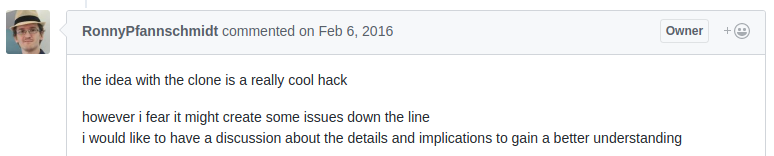 RonnyPfannschmidt commented on Feb 6, 2016 Owner +
the idea with the clone is a really cool hack
however i fear it might create some issues down the line
i would like to have a discussion about the details and implications to gain a better understanding